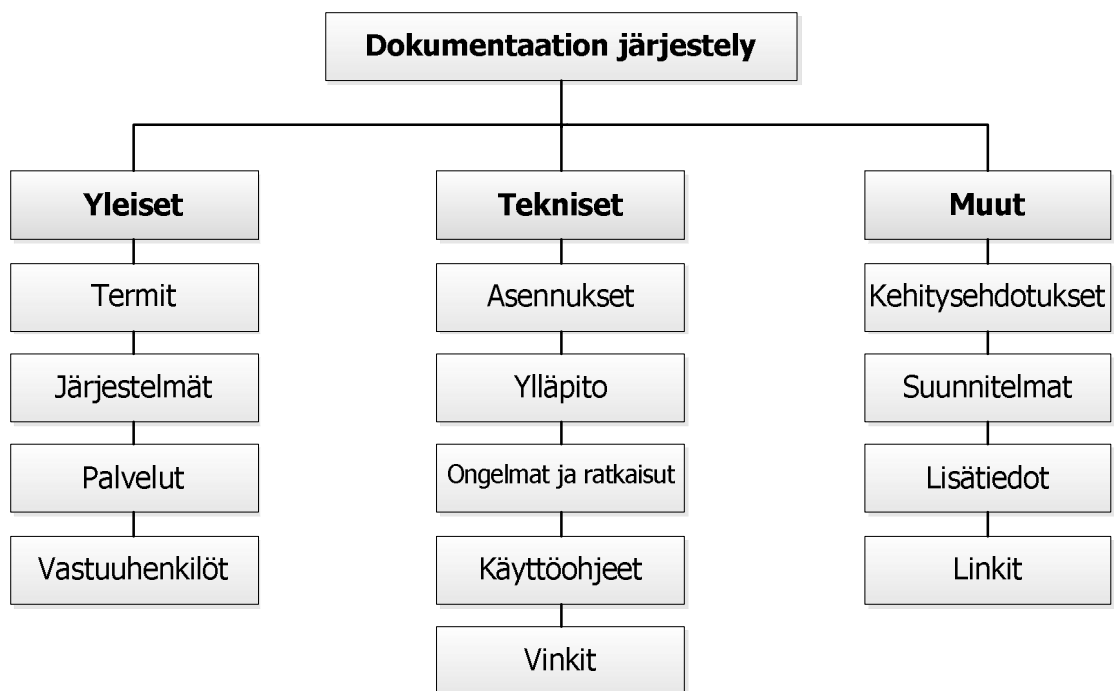 Dokumentaation järjestely
Yleiset
Termit
Järjestelmät
Palvelut
Vastuuhenkilöt
Tekniset
Asennukset
Ylläpito
Ongelmat ja ratkaisut
Käyttöohjeet
Vinkit
Muut
Kehitysehdotukset
Suunnitelmat
Lisätiedot
Linkit